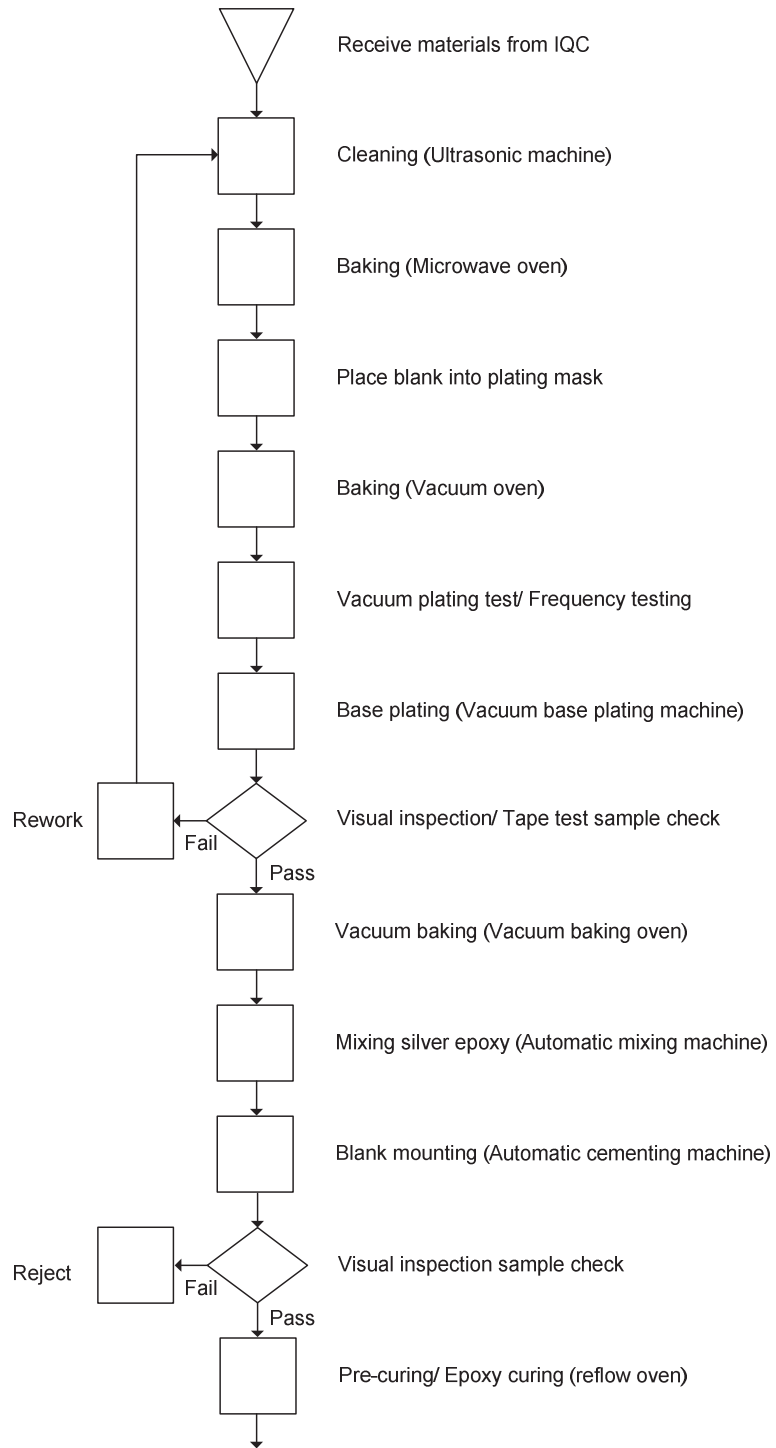 Receive materials from IQC
Cleaning (Ultrasonic machine)
Baking (Microwave oven)
Place blank into plating mask
Baking (Vacuum oven)
Vacuum plating test/ Frequency testing
Base plating (Vacuum base plating machine)
Rework
Fail
Visual inspection/ Tape test sample check
Pass
Vacuum baking (Vacuum baking oven)
Mixing silver epoxy (Automatic mixing machine)
Blank mounting (Automatic cementing machine)
Reject
Fail
Visual inspection sample check
Pass
Pre-curing/ Epoxy curing (reflow oven)